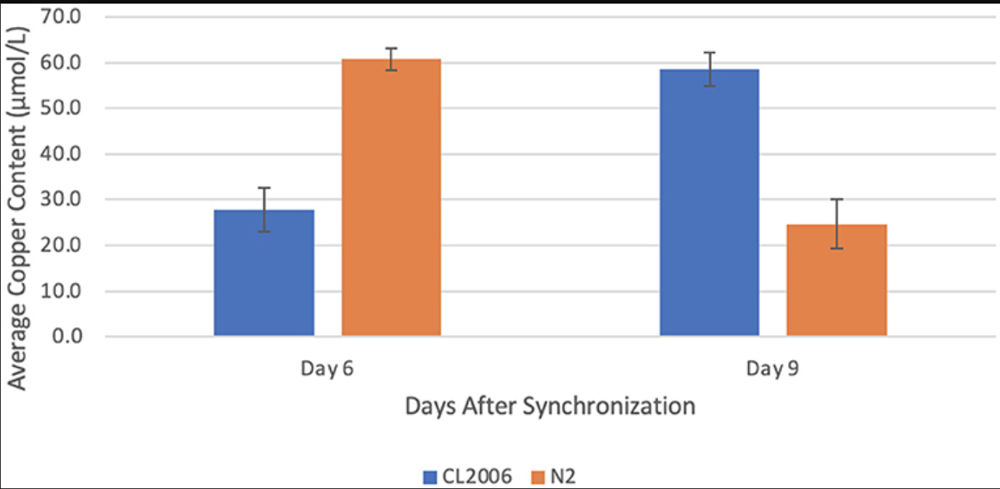 Average Copper Content (µmol/L)
70.0
60.0
50.0
40.0
30.0
20.0
10.0
0.0
Day 6
Day 9
Days After Synchronization
CL2006
N2